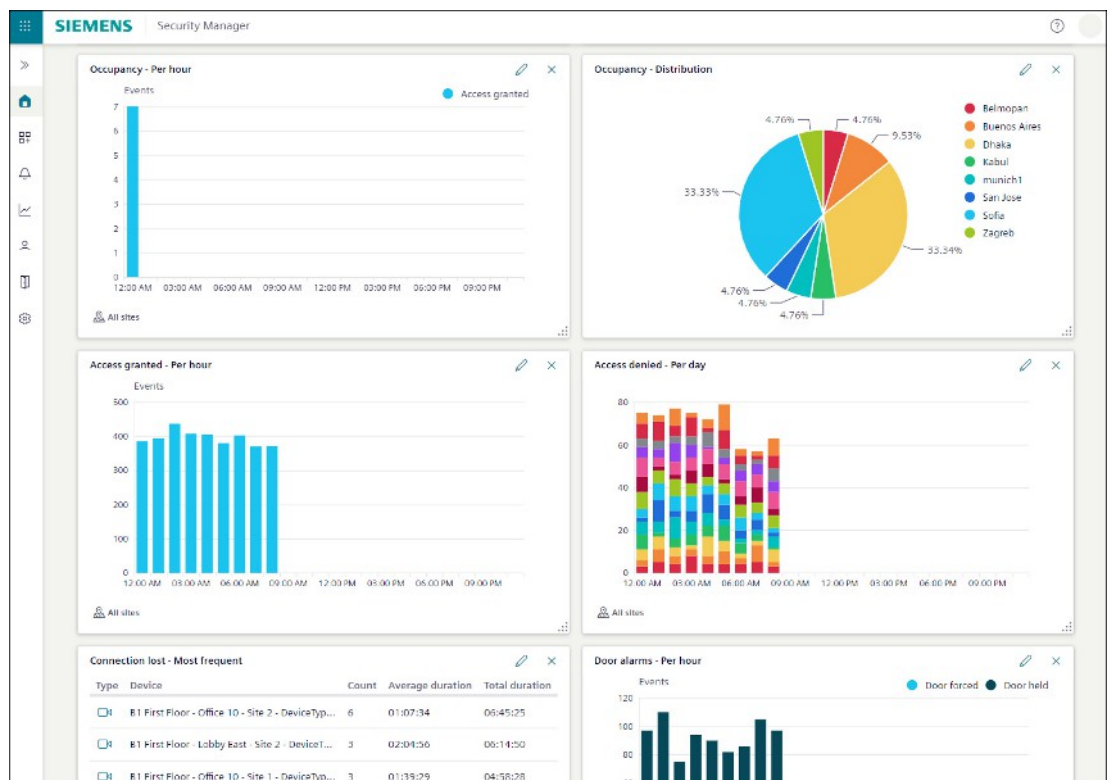 SIEMENS Security Manager
Occupancy - Per hour
Events
Access granted
7
6
5
4
3
2
1
0
12:00 AM 03:00 AM 06:00 AM 09:00 AM 12:00 PM 03:00 PM 06:00 PM 09:00 PM
All sites
Occupancy - Distribution
4.76% 4.76%
9.53%
33.33%
33.34%
4.76%
4.76%
4.76%
Belmopan
Buenos Aires
Dhaka
Kabul
munich1
San Jose
Sofia
Zagreb
Access granted - Per hour
Events
500
400
300
200
100
0
12:00 AM 03:00 AM 06:00 AM 09:00 AM 12:00 PM 03:00 PM 06:00 PM 09:00 PM
All sites
Access denied - Per day
80
60
40
20
0
12:00 AM 03:00 AM 06:00 AM 09:00 AM 12:00 PM 03:00 PM 06:00 PM 09:00 PM
All sites
Connection lost - Most frequent
Type Device Count Average duration Total duration
B1 First Floor - Office 10 - Site 2 - DeviceTyp... 6 01:07:34 06:45:25
B1 First Floor - Lobby East - Site 2 - DeviceT... 3 02:04:56 06:14:50
B1 First Floor - Office 10 - Site 1 - DeviceTyp... 3 01:39:29 04:58:28
Door alarms - Per hour
Events
Door forced Door held
120
100
80